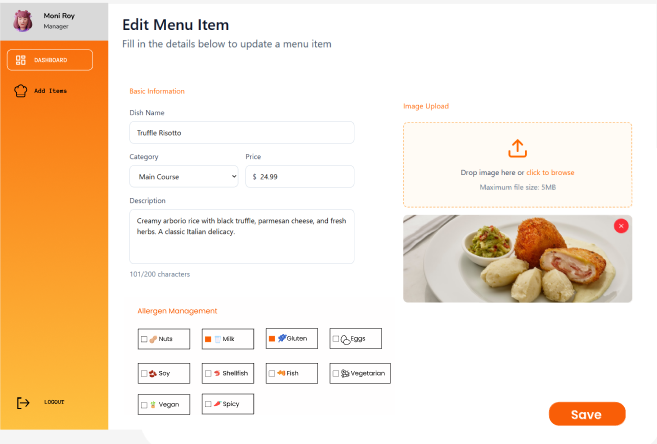 Moni Roy
Manager
DASHBOARD
Add Items
LOGOUT
Edit Menu Item
Fill in the details below to update a menu item
Basic Information
Dish Name
Truffle Risotto
Category
Price
Main Course
$ 24.99
Description
Creamy arborio rice with black truffle, parmesan cheese, and fresh
herbs. A classic Italian delicacy.
101/200 characters
Allergen Management
Nuts
Milk
Gluten
Eggs
Soy
Shellfish
Fish
Vegetarian
Vegan
Spicy
Image Upload
Drop image here or click to browse
Maximum file size: 5MB
Save